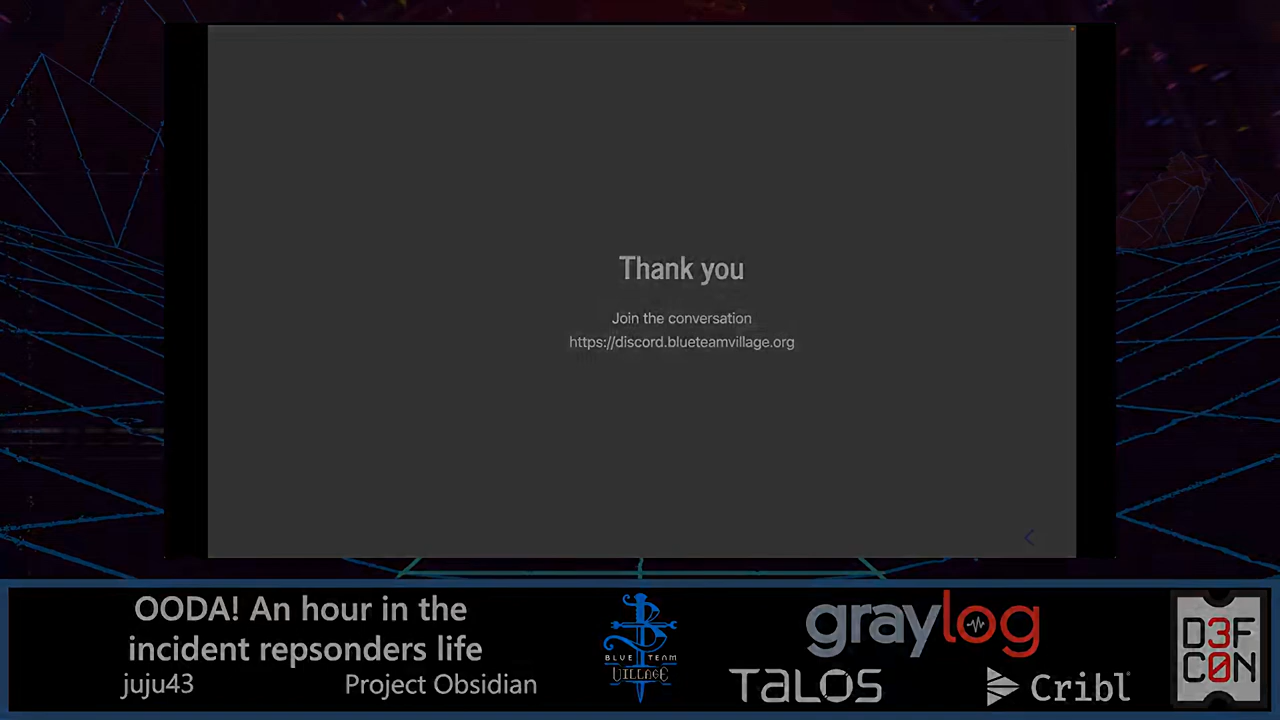 Thank you
Join the conversation
https://discord.blueteamvillage.org
OODA! An hour in the
incident repsonders life
juju43
Project Obsidian
BLUE TEAM
VILLAGE
graylog
TALOS
Cribl
D3F
C0N